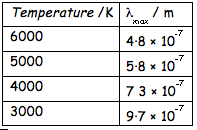 Temperature /K λmax / m
6000 4·8 × 10⁻⁷
5000 5·8 × 10⁻⁷
4000 7 3 × 10⁻⁷
3000 9·7 × 10⁻⁷